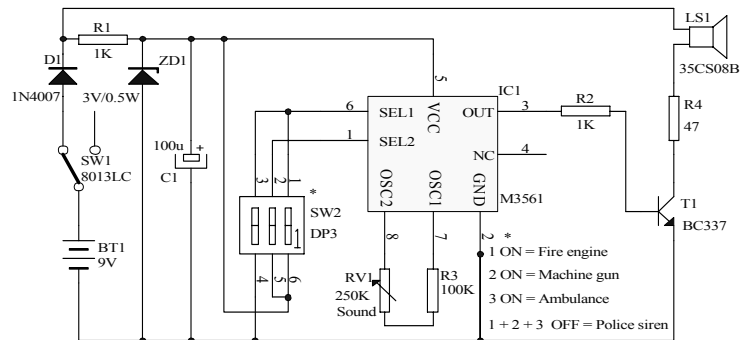 LS1
35CS08B
R1
1K
D1
1N4007
ZD1
3V/0.5W
SW1
8013LC
BT1
9V
100u
+
C1
5
IC1
6
SEL1
VCC
OUT
3
1
SEL2
NC
4
OSC2
OSC1
GND
M3561
8
7
2
*
R2
1K
R4
47
T1
BC337
3
2
1
*
SW2
DP3
1
4
5
6
RV1
250K
Sound
R3
100K
1 ON = Fire engine
2 ON = Machine gun
3 ON = Ambulance
1 + 2 + 3 OFF = Police siren